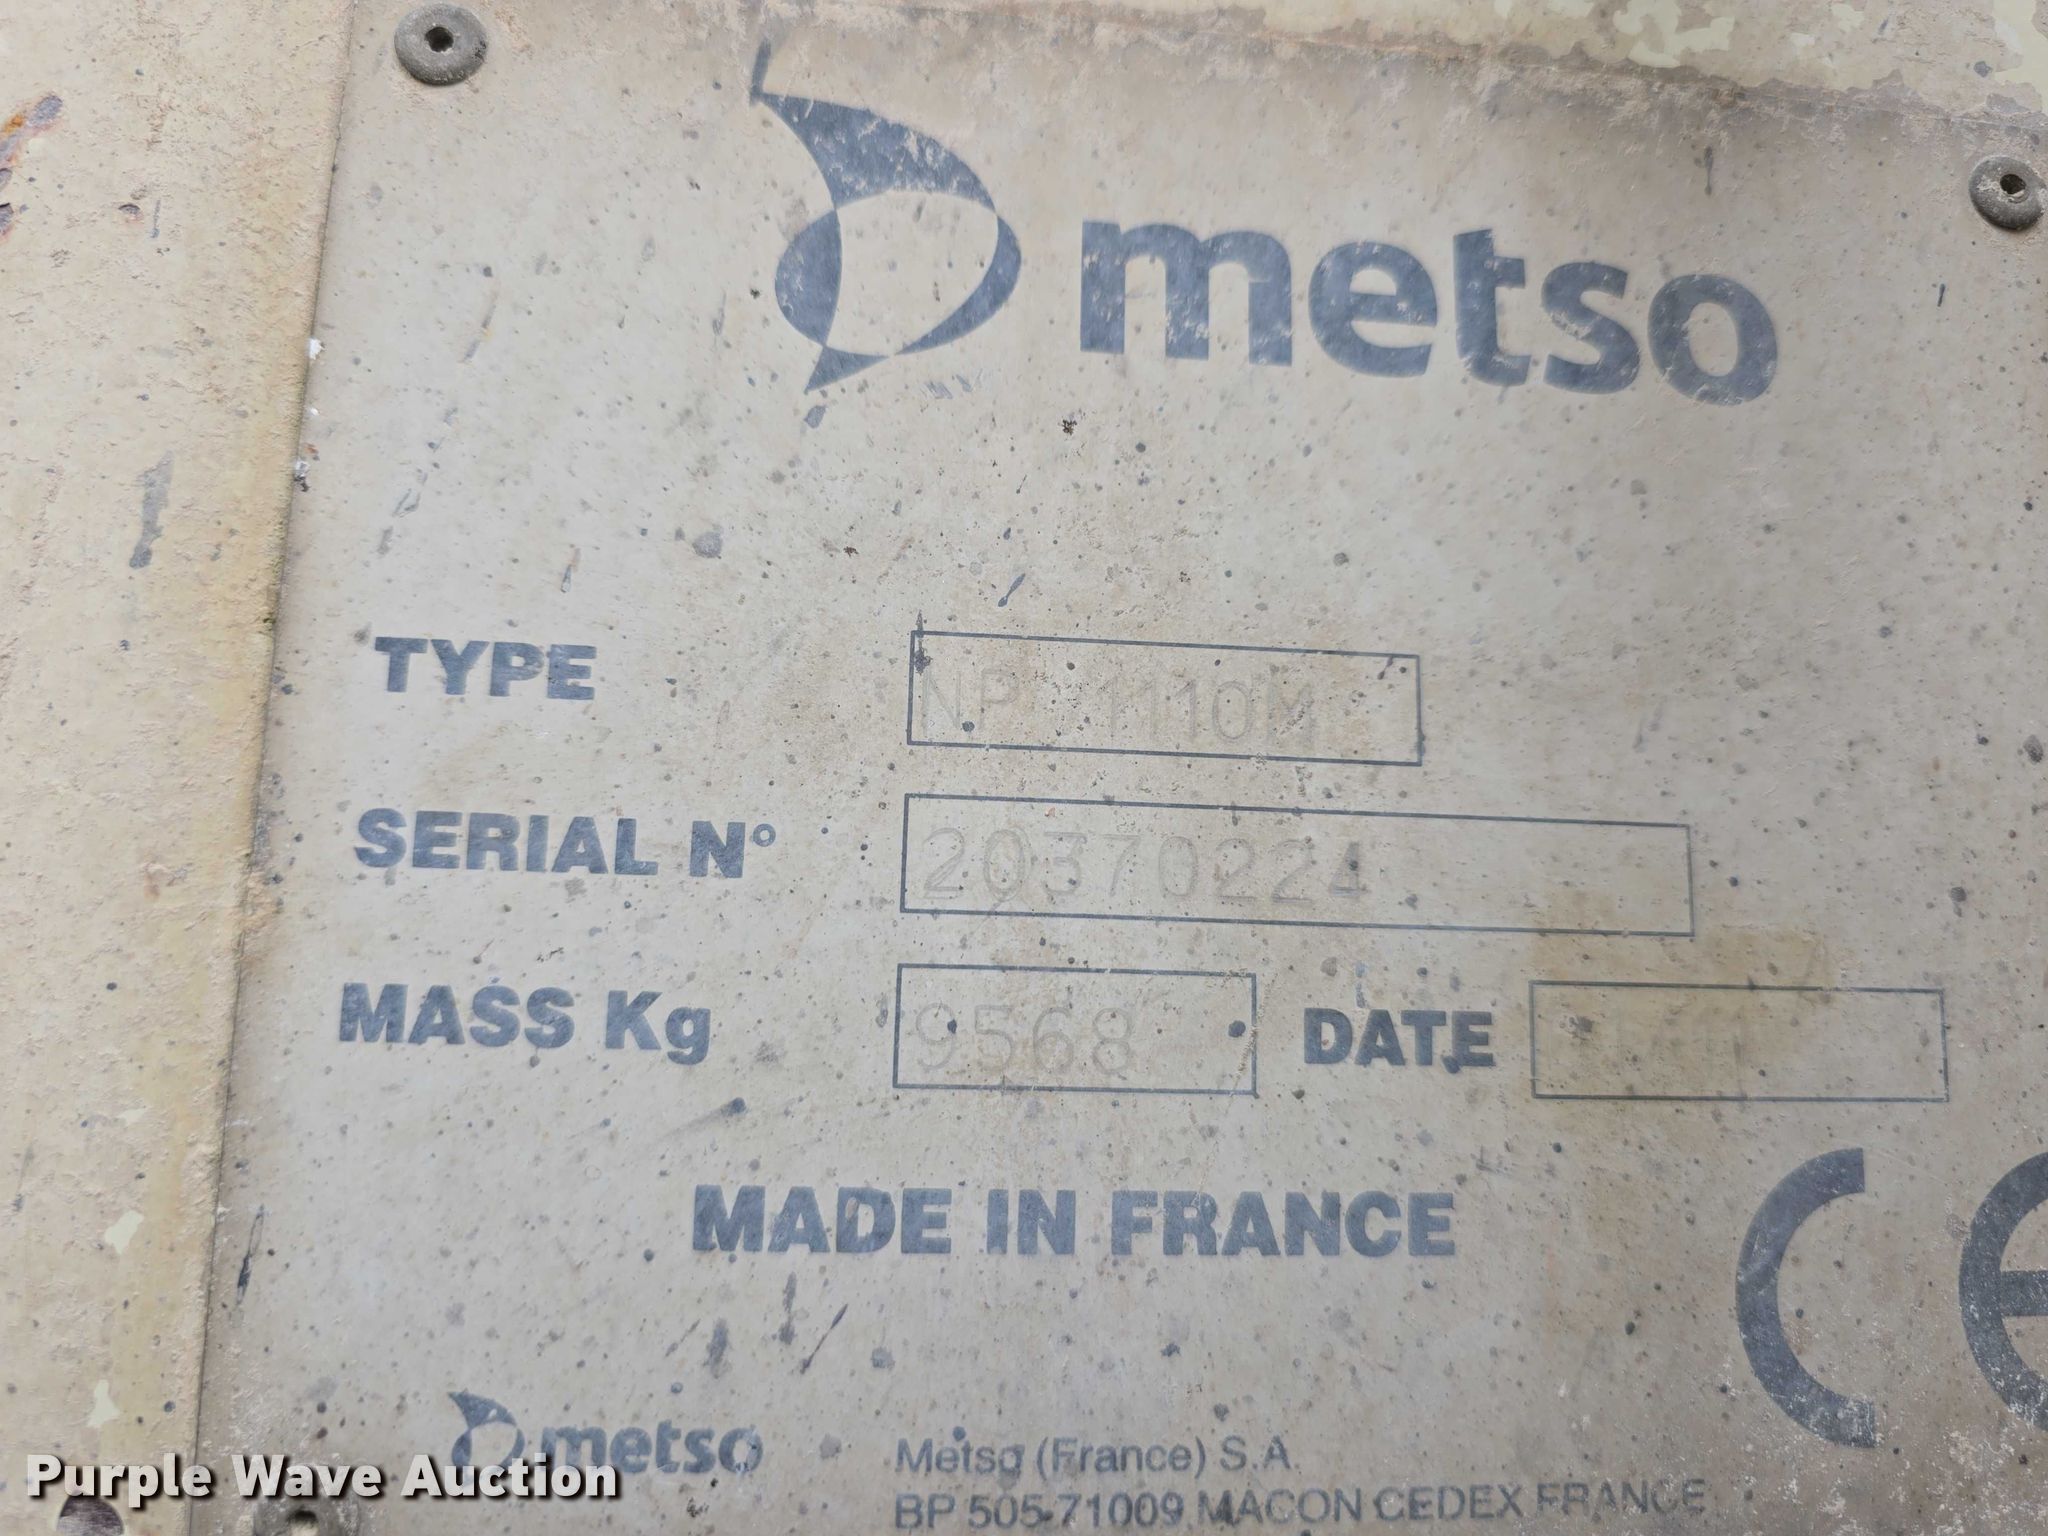 metso
TYPE NP 1110M
SERIAL N° 20370224
MASS Kg 9568 DATE
MADE IN FRANCE
CE
metso
Metso (France) S.A.
BP 505-71009 MACON CEDEX FRANCE
Purple Wave Auction